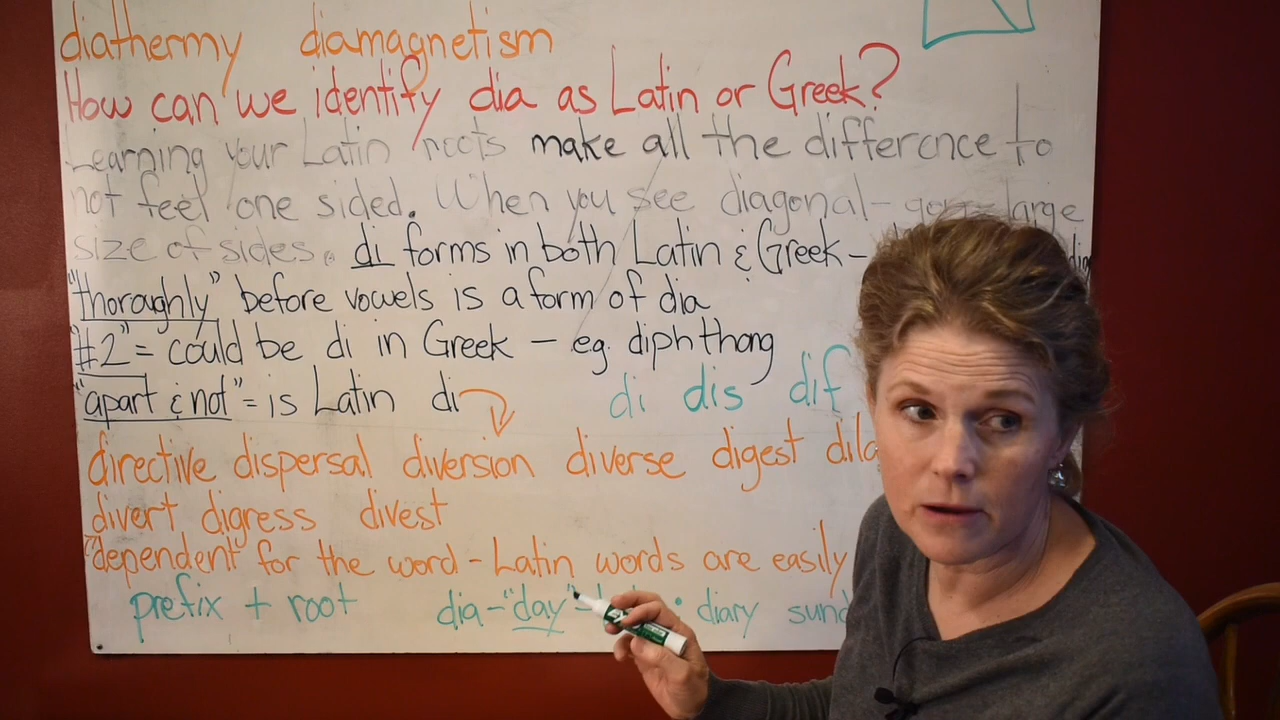 diathermy diamagnetism
How can we identify dia as Latin or Greek?
Learning your Latin roots make all the difference to
not feel one sided. When you see diagonal - large
size of sides. di forms in both Latin & Greek -
"thoroughly" before vowels is a form of dia
"#2" = could be di in Greek - eg. diphthong
"apart & not" = is Latin di
di dis dif
directive dispersal diversion diverse digest
divert digress divest
"dependent" for the word - Latin words are easily
prefix + root dia - "day" - • diary